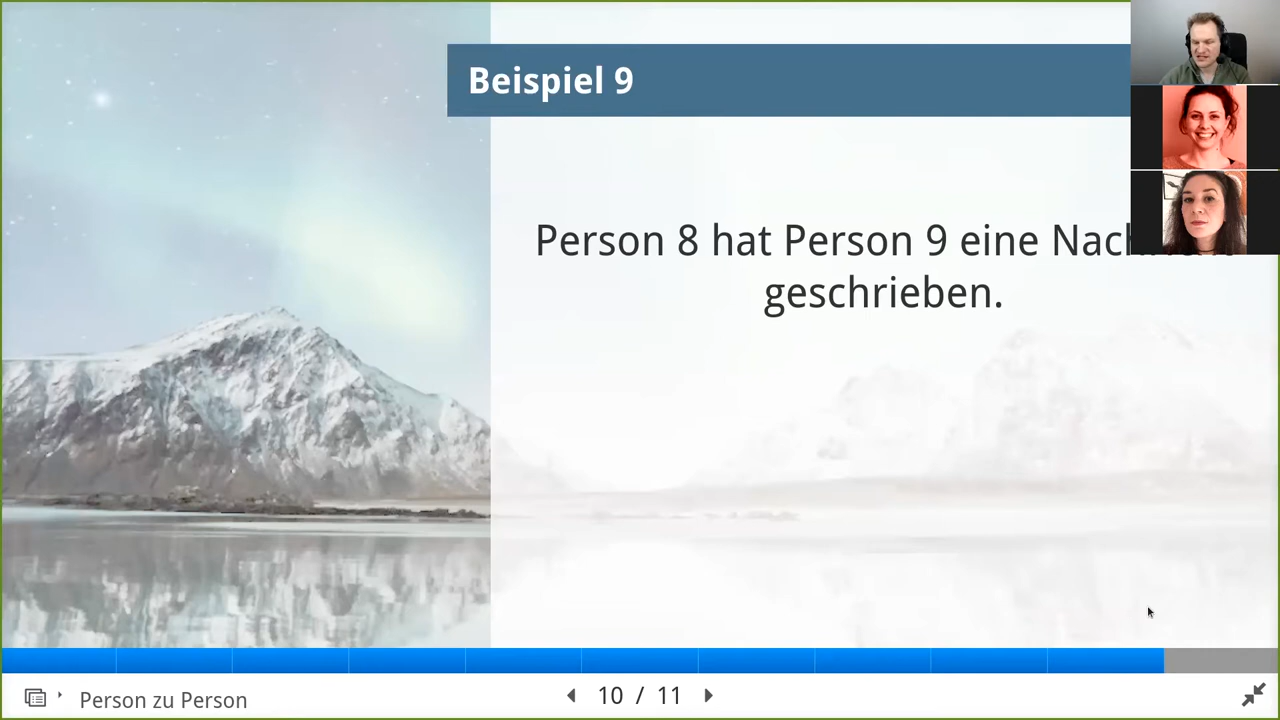 Beispiel 9
Person 8 hat Person 9 eine
geschrieben.
Person zu Person
10 / 11